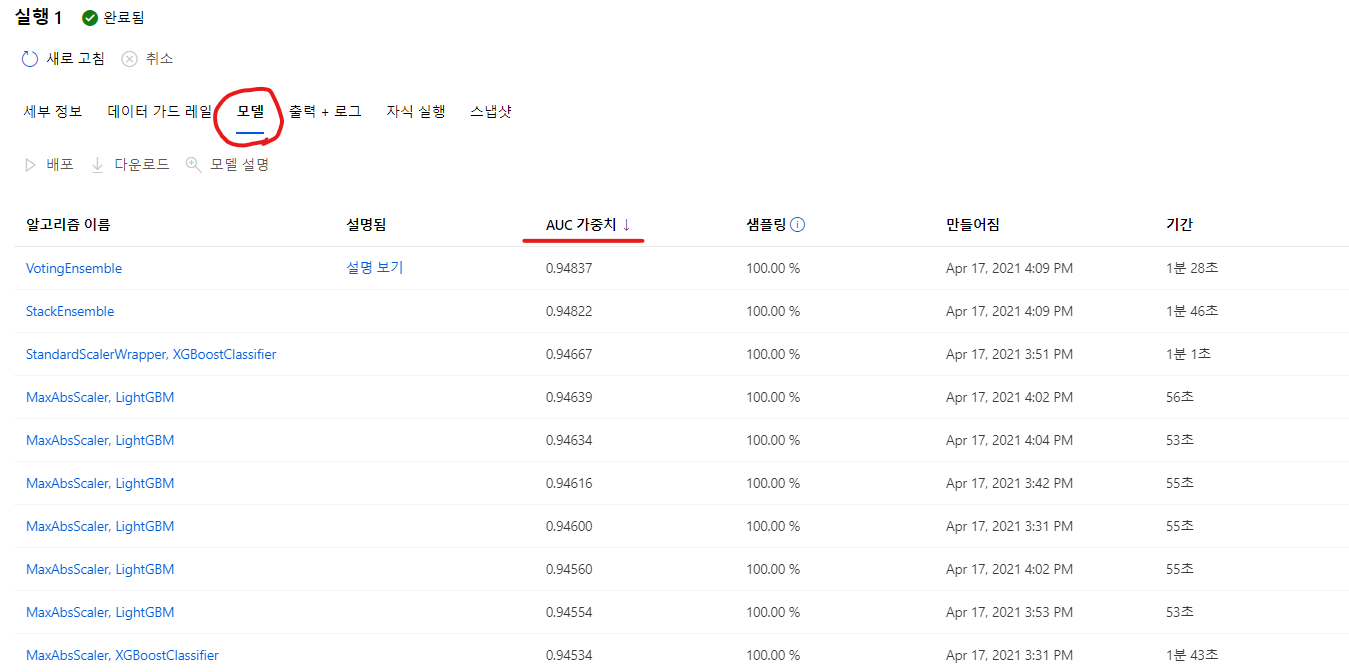 실행 1 완료됨
새로 고침 취소
세부 정보 데이터 가드 레일 모델 출력 + 로그 자식 실행 스냅샷
배포 다운로드 모델 설명
알고리즘 이름 설명됨 AUC 가중치 ↓ 샘플링 만들어짐 기간
VotingEnsemble 설명 보기 0.94837 100.00 % Apr 17, 2021 4:09 PM 1분 28초
StackEnsemble 0.94822 100.00 % Apr 17, 2021 4:09 PM 1분 46초
StandardScalerWrapper, XGBoostClassifier 0.94667 100.00 % Apr 17, 2021 3:51 PM 1분 1초
MaxAbsScaler, LightGBM 0.94639 100.00 % Apr 17, 2021 4:02 PM 56초
MaxAbsScaler, LightGBM 0.94634 100.00 % Apr 17, 2021 4:04 PM 53초
MaxAbsScaler, LightGBM 0.94616 100.00 % Apr 17, 2021 3:42 PM 55초
MaxAbsScaler, LightGBM 0.94600 100.00 % Apr 17, 2021 3:31 PM 55초
MaxAbsScaler, LightGBM 0.94560 100.00 % Apr 17, 2021 4:02 PM 55초
MaxAbsScaler, LightGBM 0.94554 100.00 % Apr 17, 2021 3:53 PM 53초
MaxAbsScaler, XGBoostClassifier 0.94534 100.00 % Apr 17, 2021 3:31 PM 1분 43초